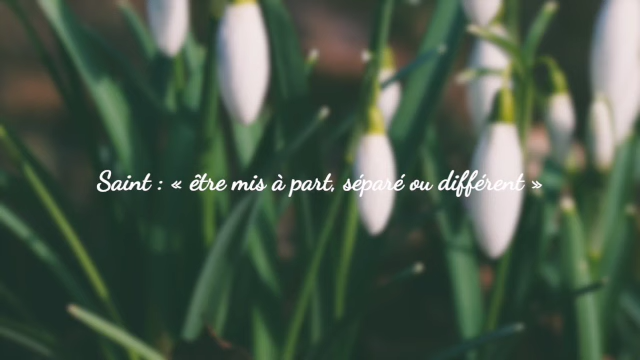 Saint : « être mis à part, séparé ou différent »